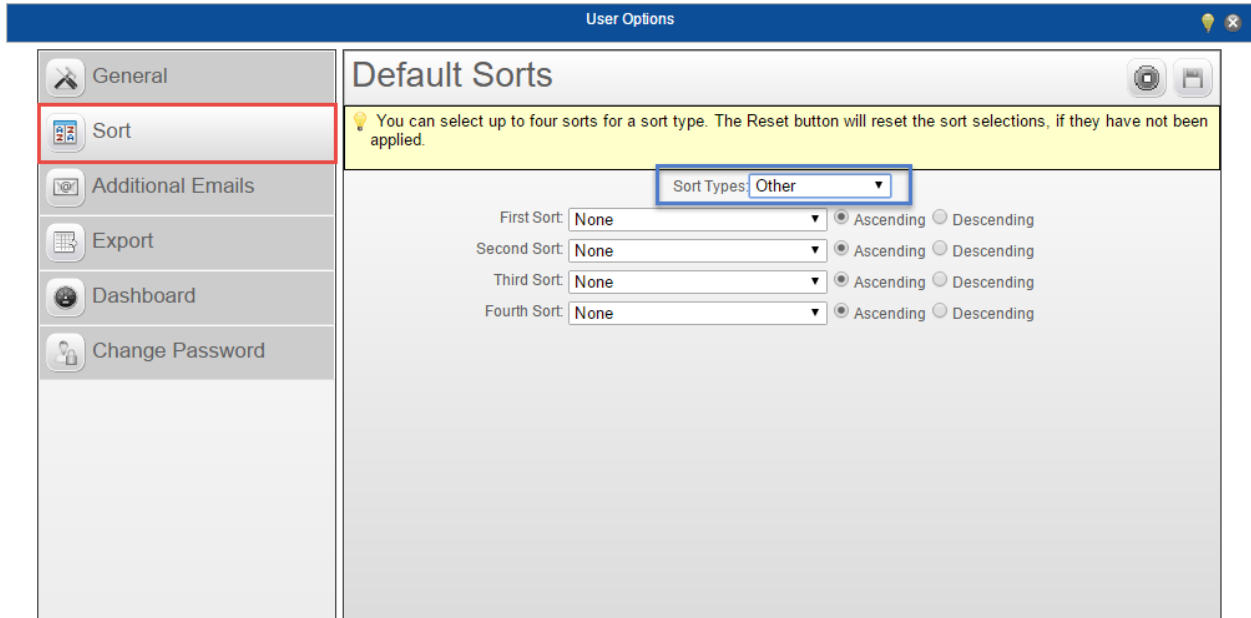 User Options
General
Sort
Additional Emails
Export
Dashboard
Change Password
Default Sorts
You can select up to four sorts for a sort type. The Reset button will reset the sort selections, if they have not been
applied.
Sort Types: Other
First Sort: None Ascending Descending
Second Sort: None Ascending Descending
Third Sort: None Ascending Descending
Fourth Sort: None Ascending Descending